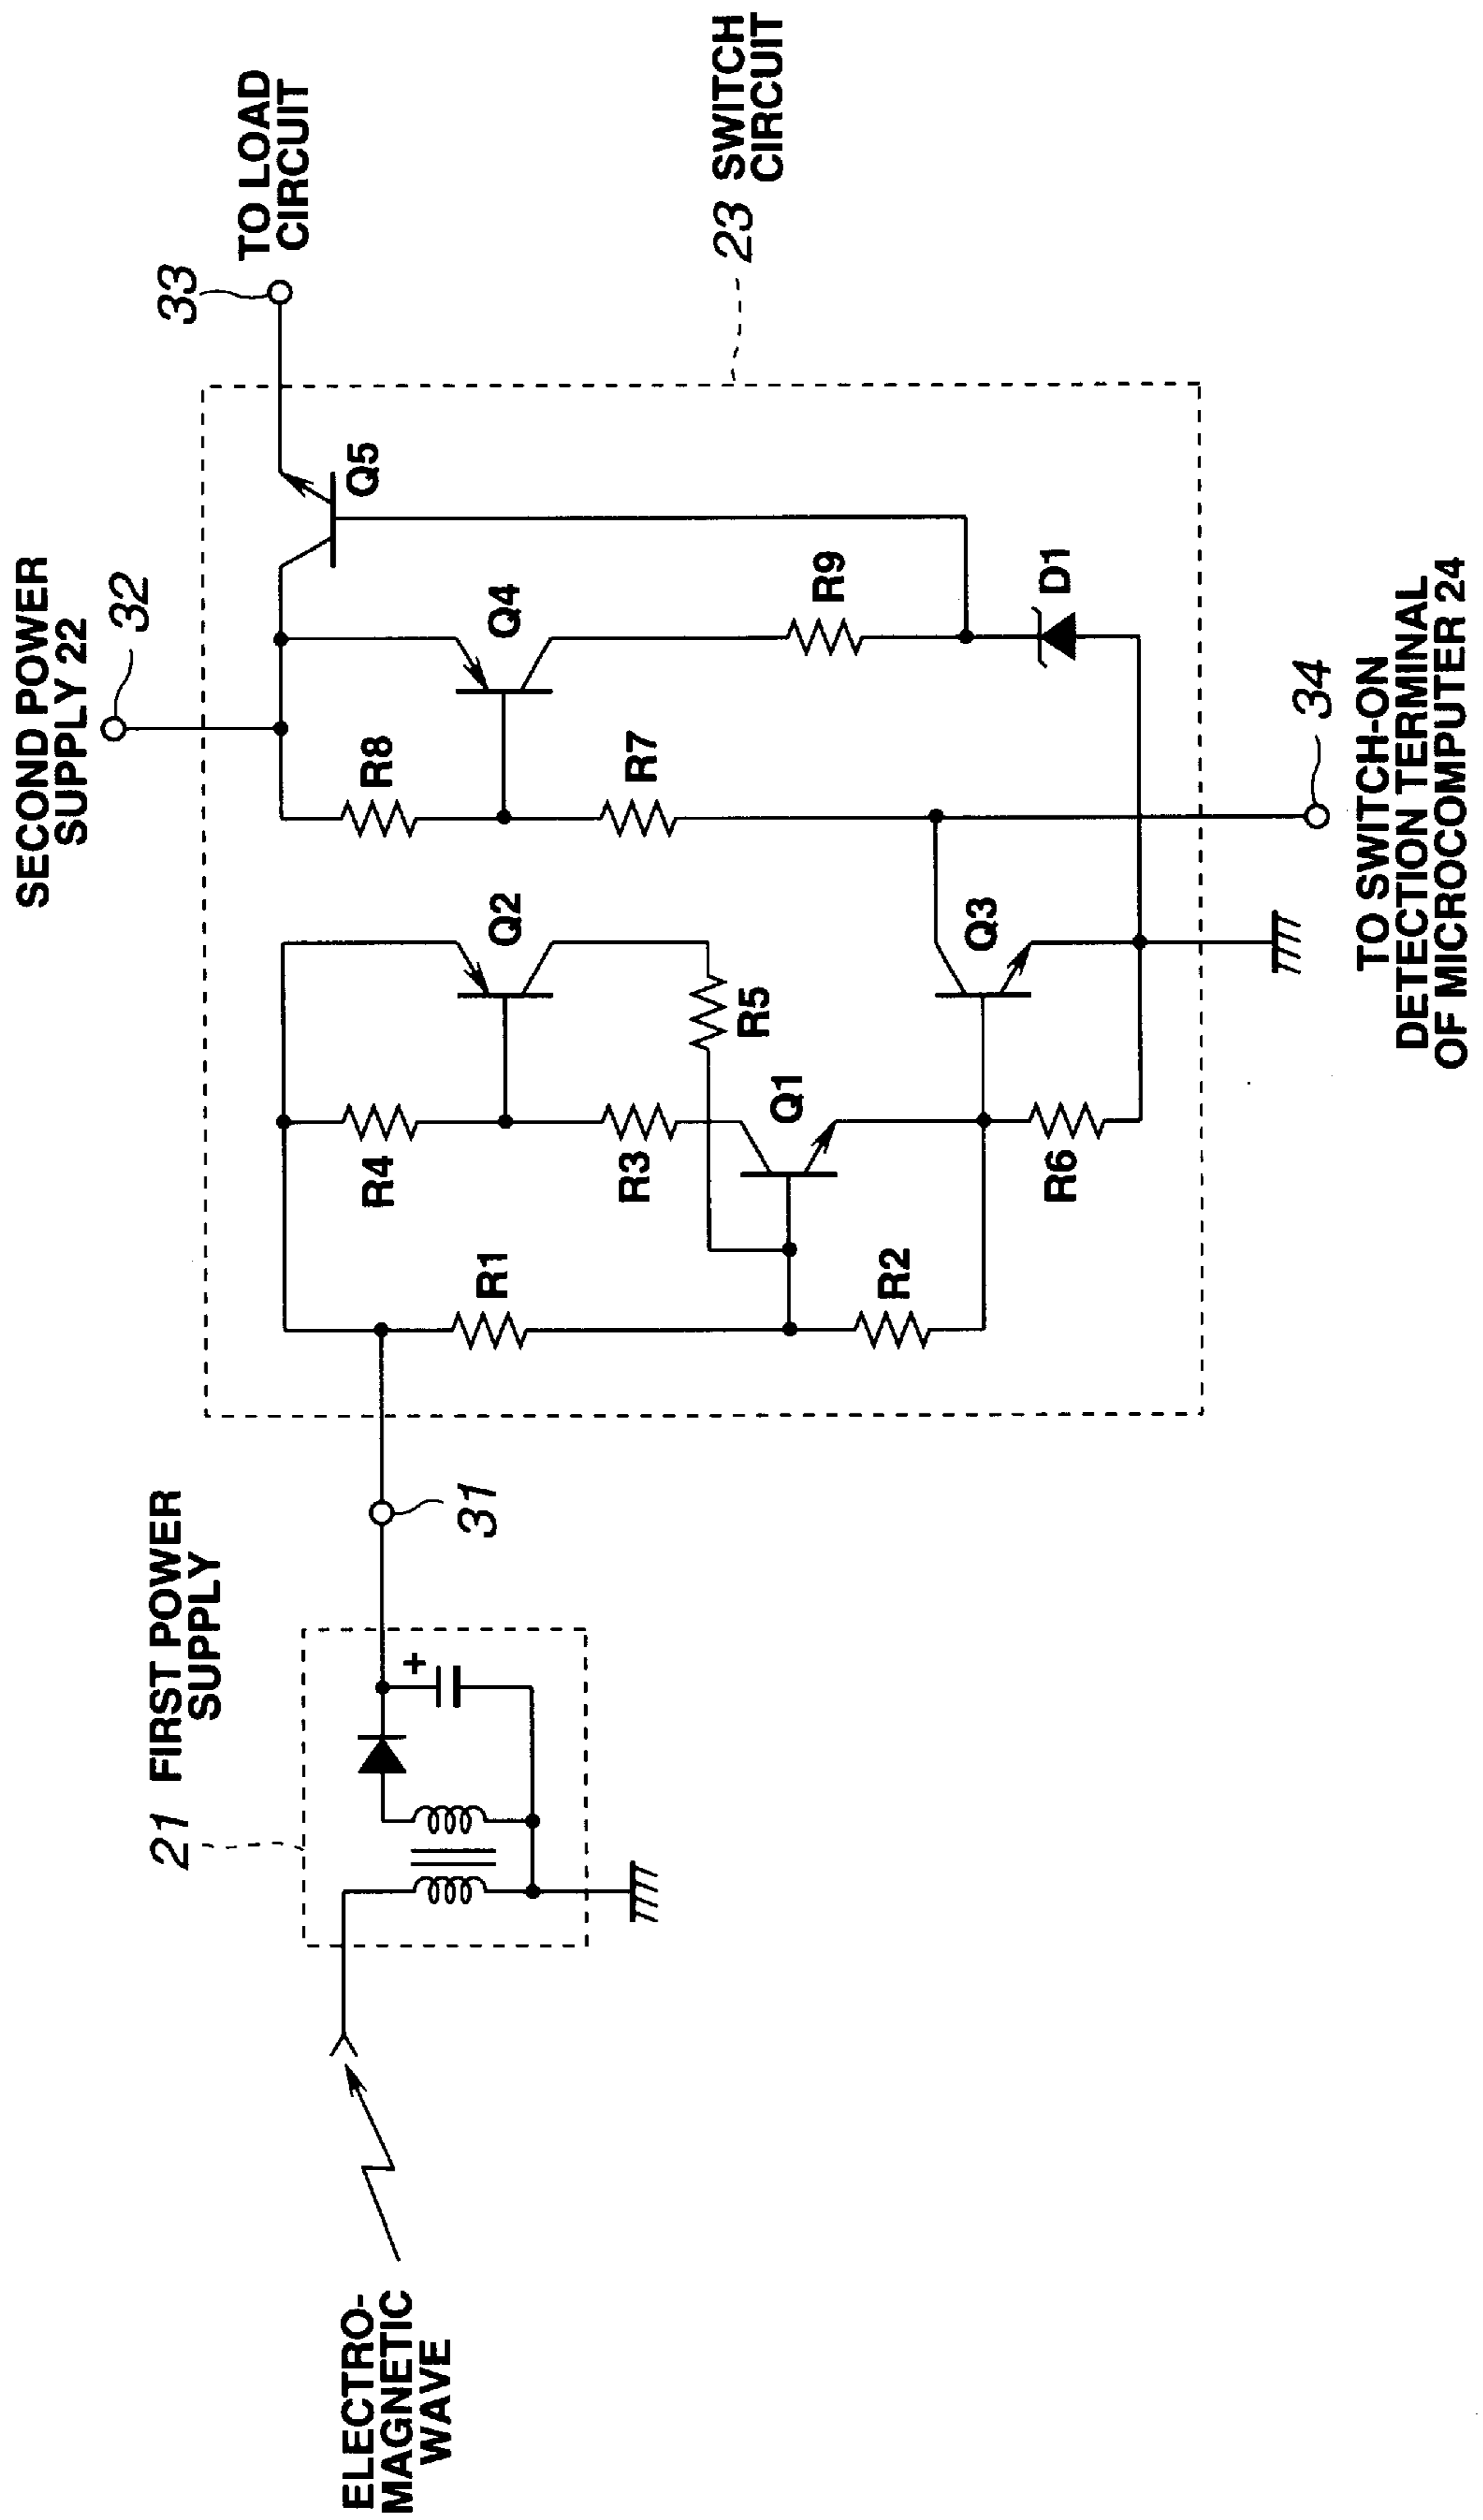 SECOND POWER
SUPPLY 22
32
33
TO LOAD
CIRCUIT
21 FIRST POWER
SUPPLY
31
ELECTRO-
MAGNETIC
WAVE
R1
R4
R3
R2
Q1
R5
Q2
R6
Q3
R8
R7
Q4
R9
D1
Q5
23 SWITCH
CIRCUIT
+
34
TO SWITCH-ON
DETECTION TERMINAL
OF MICROCOMPUTER 24